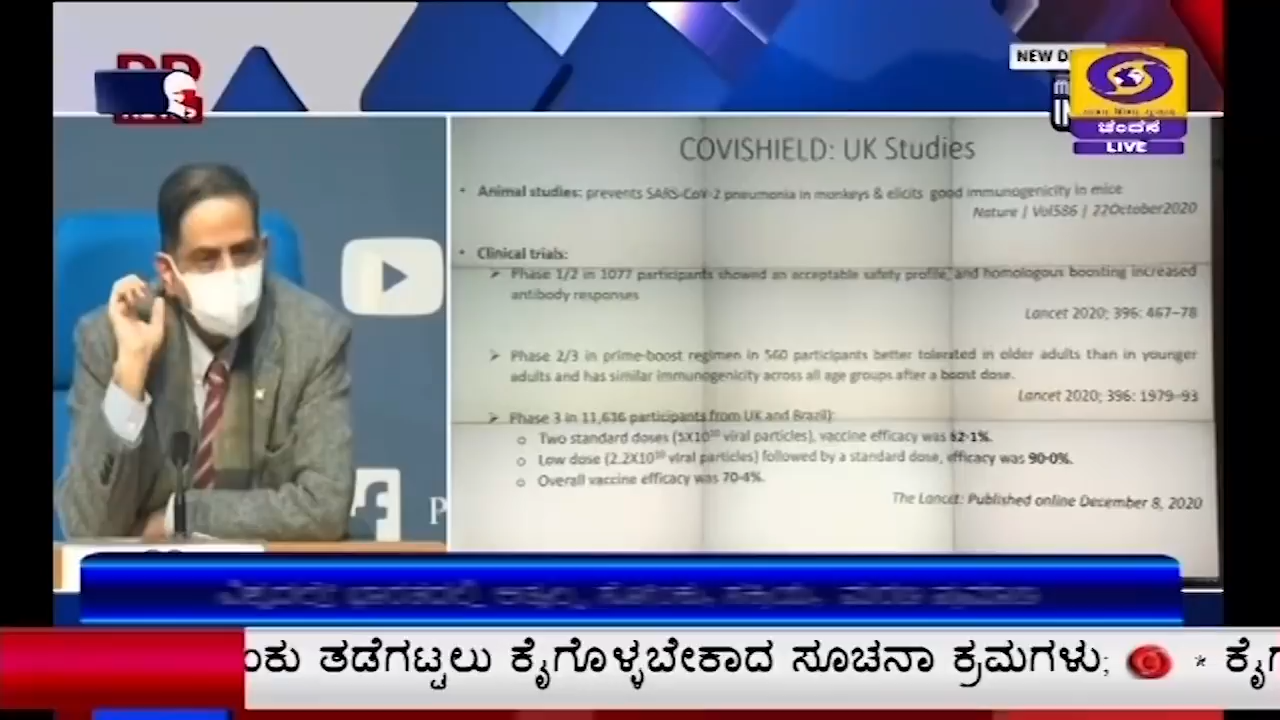 NEW D
ಚಂದನ
LIVE
COVISHIELD: UK Studies
• Animal studies: prevents SARS-CoV-2 pneumonia in monkeys & elicits good immunogenicity in mice
Nature | Vol586 | 22October2020
• Clinical trials:
➢ Phase 1/2 in 1077 participants showed an acceptable safety profile, and homologous boosting increased
antibody responses
Lancet 2020; 396: 467–78
➢ Phase 2/3 in prime-boost regimen in 560 participants better tolerated in older adults than in younger
adults and has similar immunogenicity across all age groups after a boost dose.
Lancet 2020; 396: 1979–93
➢ Phase 3 in 11,636 participants from UK and Brazil):
o Two standard doses (5X10¹⁰ viral particles), vaccine efficacy was 62·1%.
o Low dose (2.2X10¹⁰ viral particles) followed by a standard dose, efficacy was 90·0%.
o Overall vaccine efficacy was 70·4%.
The Lancet: Published online December 8, 2020
P
ಂಕು ತಡೆಗಟ್ಟಲು ಕೈಗೊಳ್ಳಬೇಕಾದ ಸೂಚನಾ ಕ್ರಮಗಳು; * ಕೈಗ